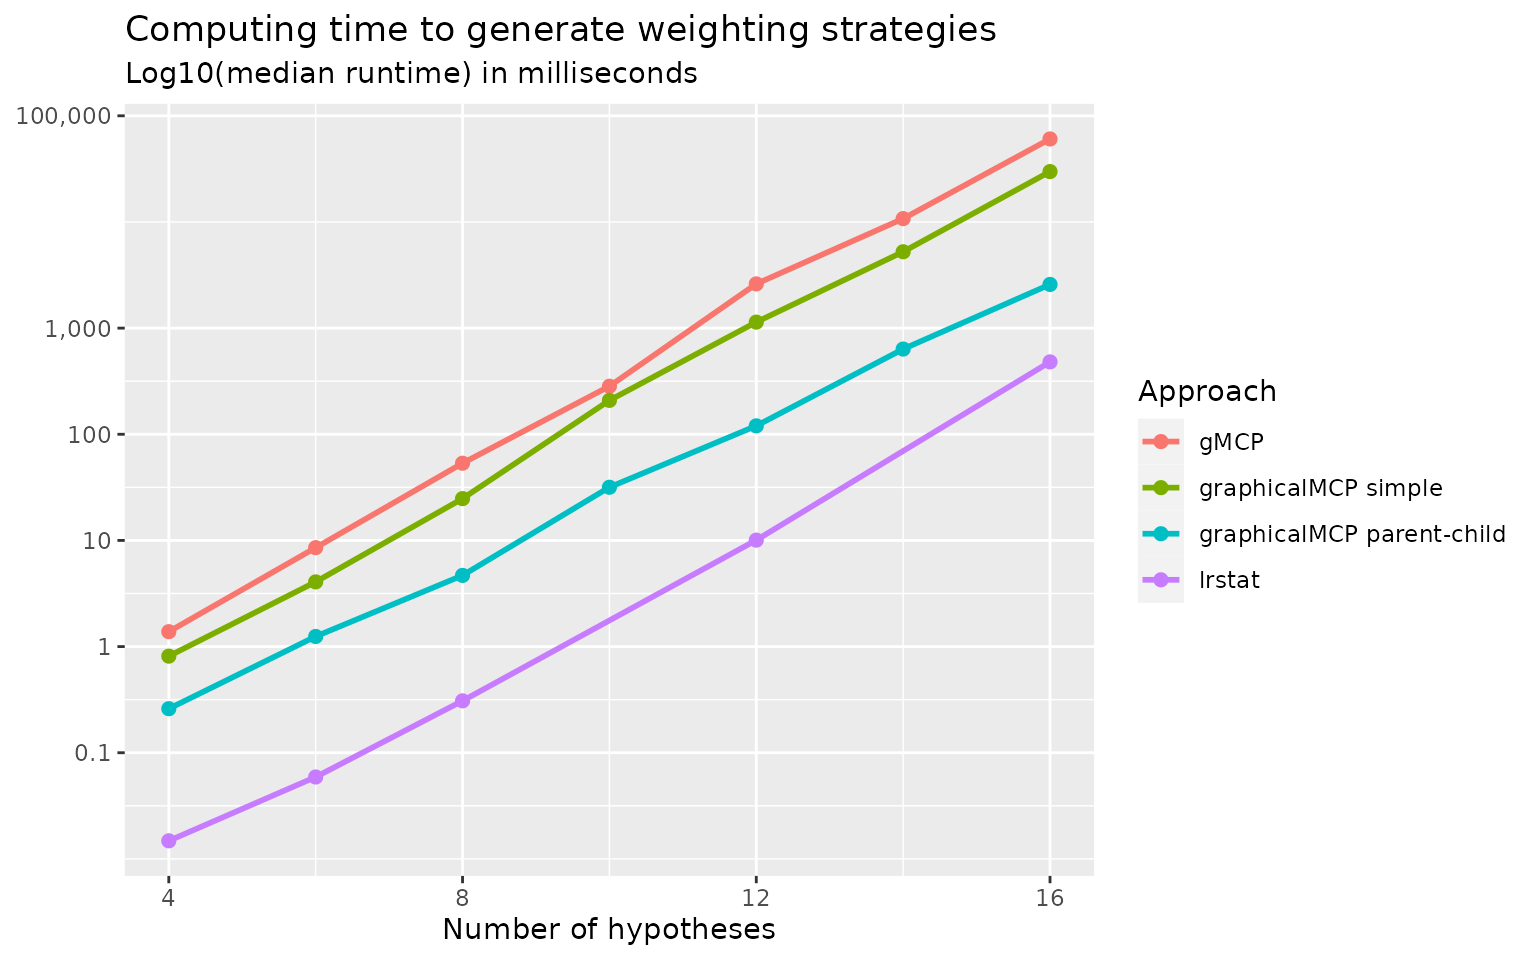 Computing time to generate weighting strategies
Log10(median runtime) in milliseconds
100,000
1,000
100
10
1
0.1
4 8 12 16
Number of hypotheses
Approach
gMCP
graphicalMCP simple
graphicalMCP parent-child
lrstat